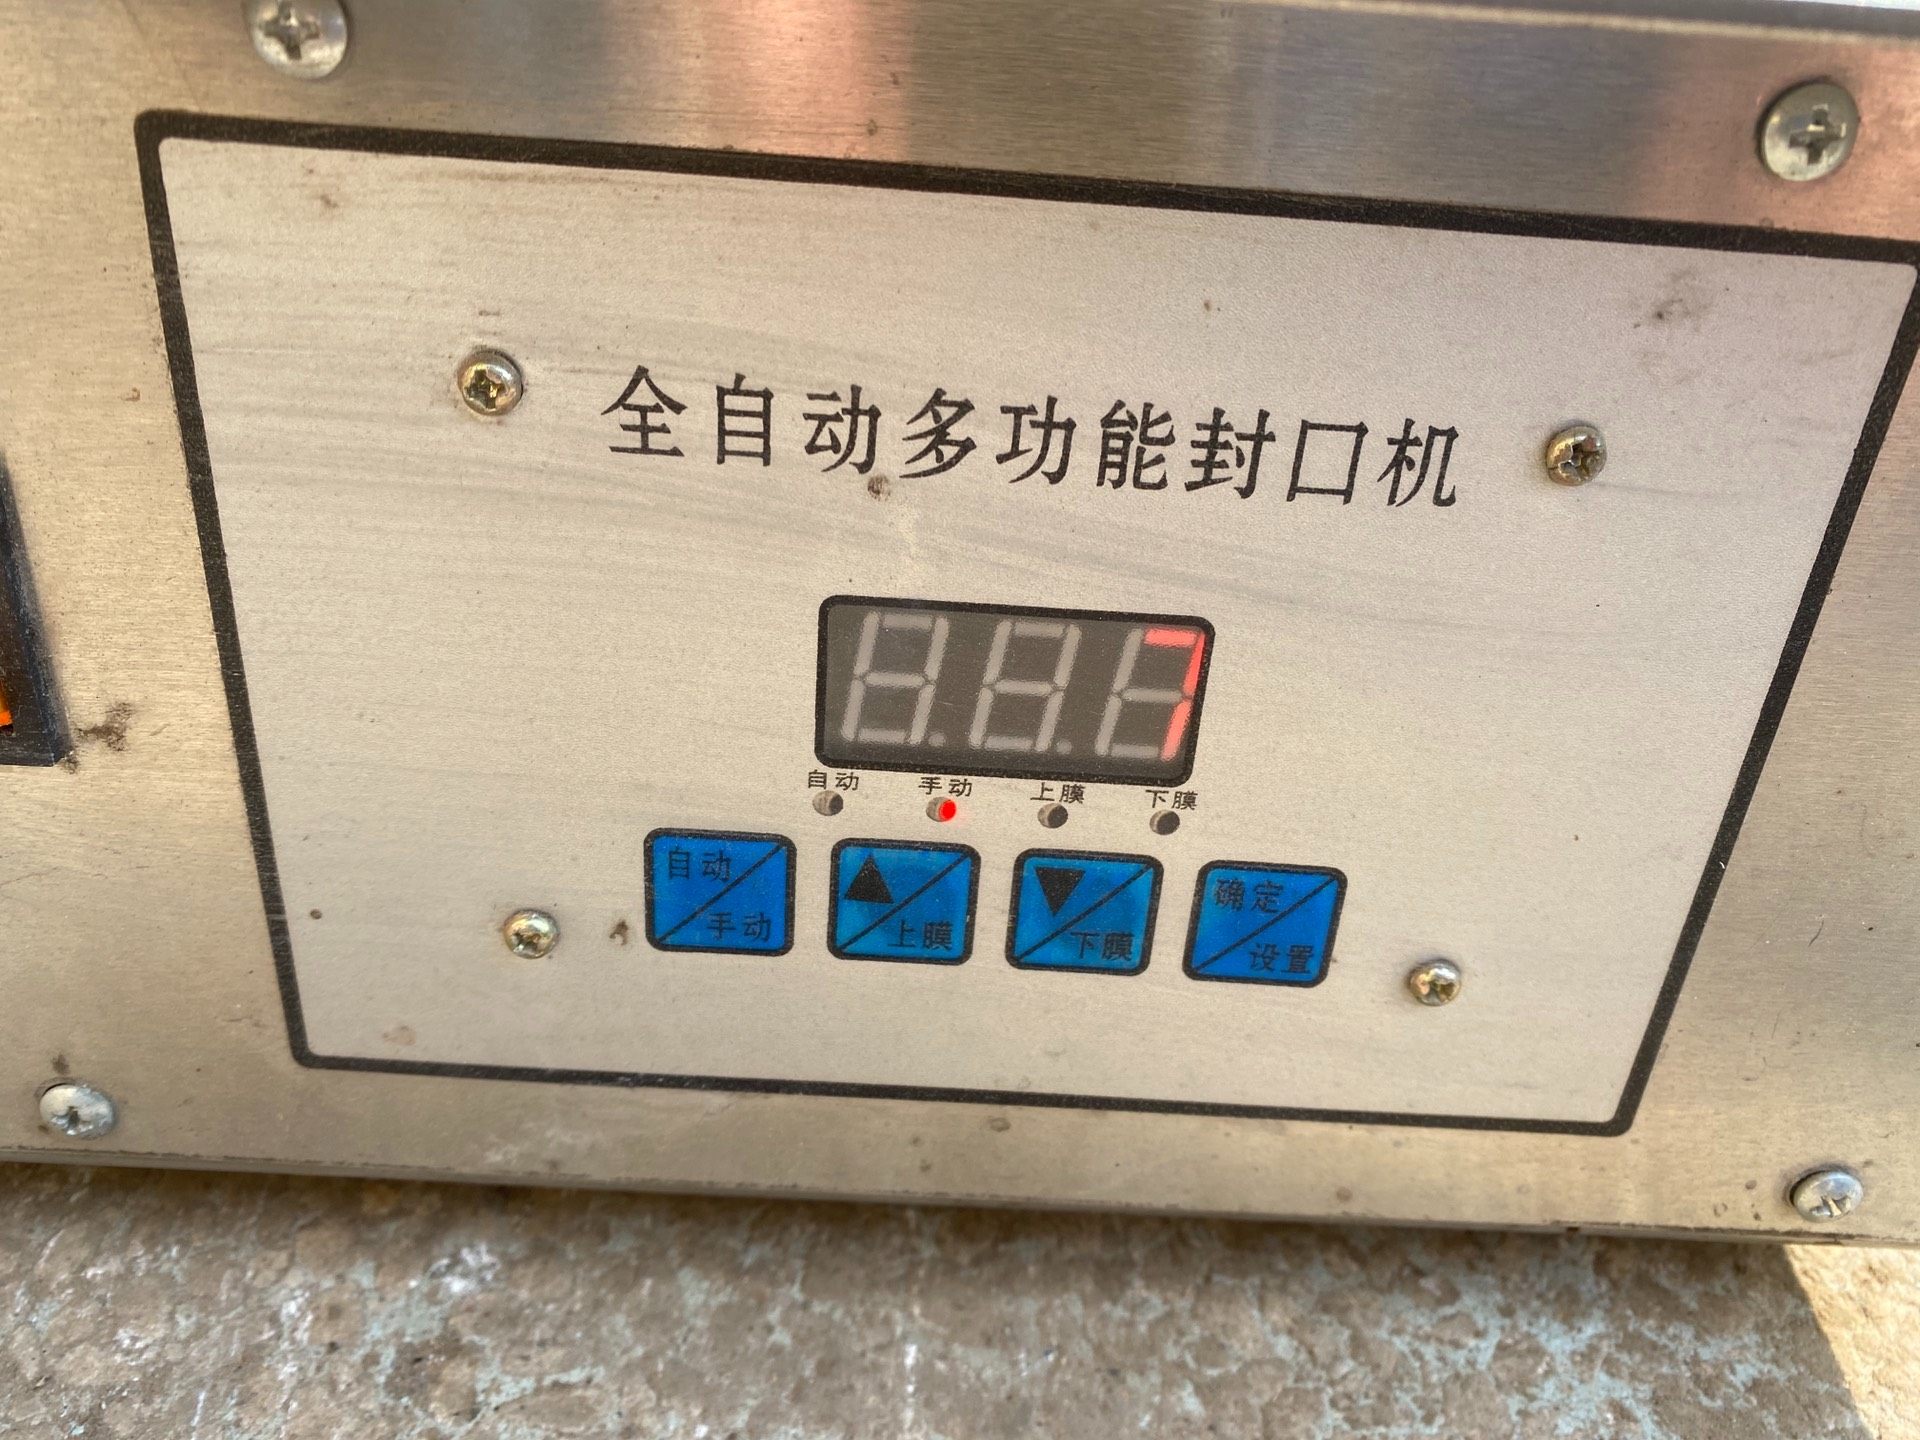 全自动多功能封口机
7
自动 手动 上膜 下膜
自动 ▲ ▼ 确定
手动 上膜 下膜 设置